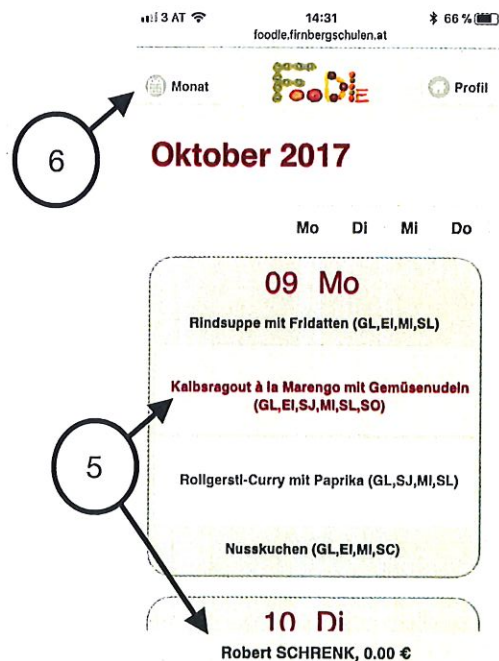 3 AT 14:31 66 %
foodle.firnbergschulen.at
Monat FooDlE Profil
6
Oktober 2017
Mo Di Mi Do
09 Mo
Rindsuppe mit Fridatten (GL,EI,MI,SL)
Kalbsragout à la Marengo mit Gemüsenudeln
(GL,EI,SJ,MI,SL,SO)
5
Rollgerstl-Curry mit Paprika (GL,SJ,MI,SL)
Nusskuchen (GL,EI,MI,SC)
10 Di
Robert SCHRENK, 0.00 €